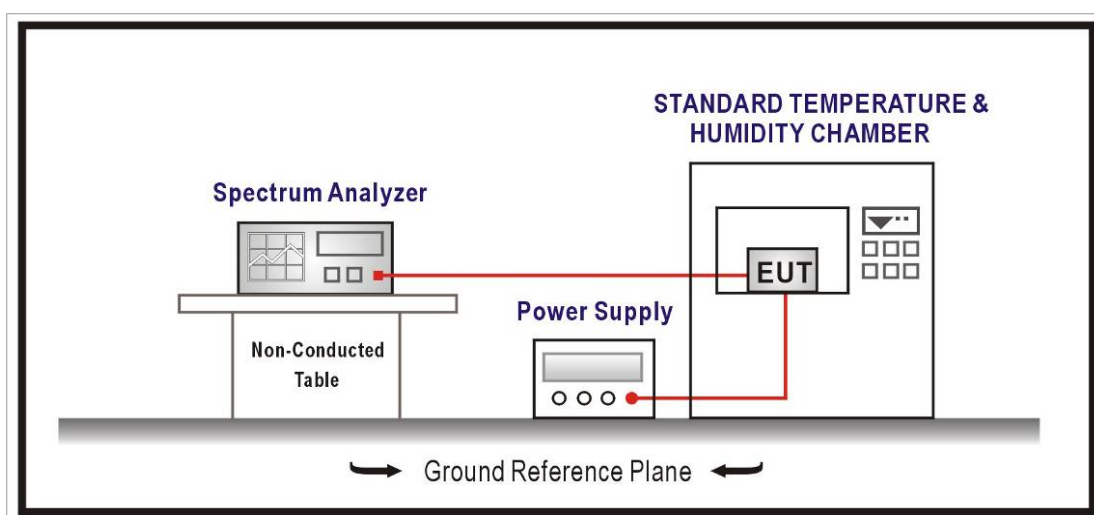 STANDARD TEMPERATURE &
HUMIDITY CHAMBER
Spectrum Analyzer
EUT
Power Supply
Non-Conducted
Table
Ground Reference Plane